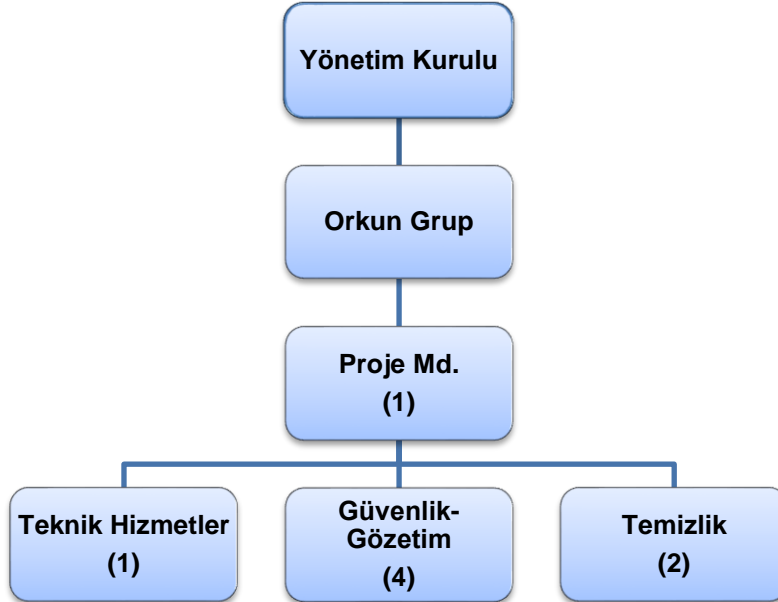 Yönetim Kurulu
Orkun Grup
Proje Md.
(1)
Teknik Hizmetler
(1)
Güvenlik-
Gözetim
(4)
Temizlik
(2)